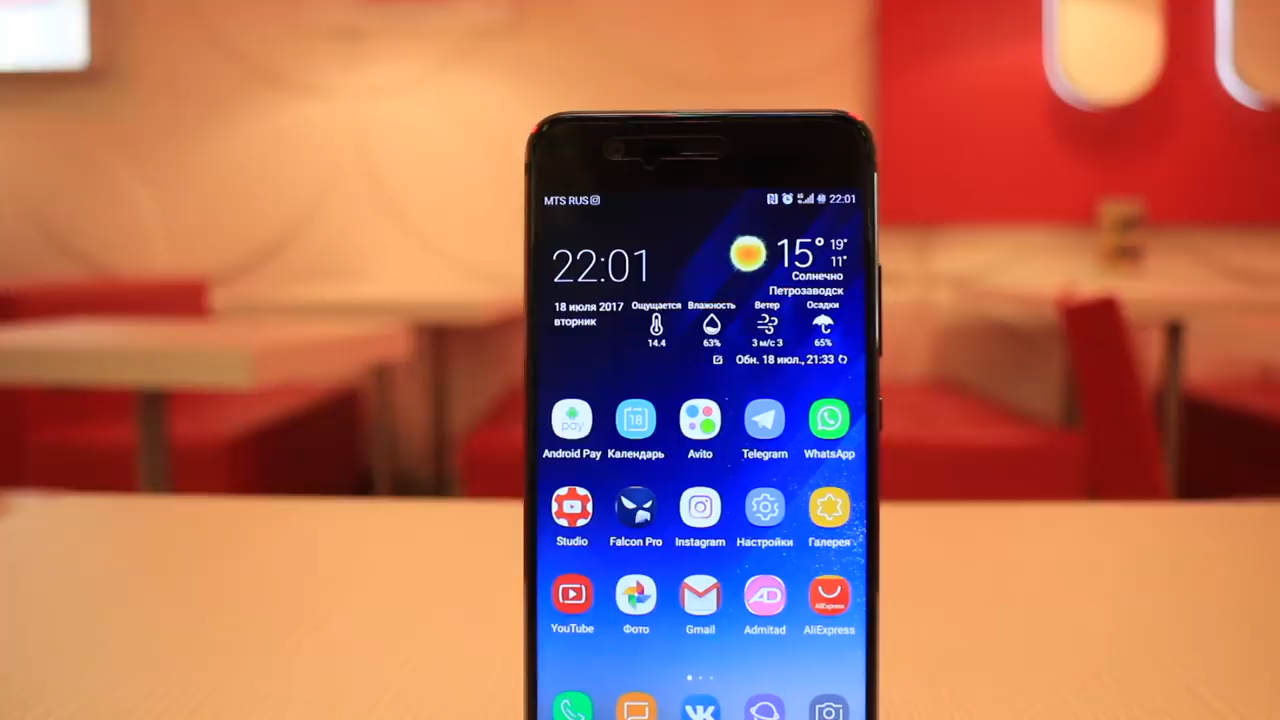 MTS RUS 22:01
22:01 15° 19° 11°
Солнечно
Петрозаводск
18 июля 2017 Ощущается Влажность Ветер Осадки
вторник
14.4 63% 3 м/с З 65%
Обн. 18 июл., 21:33
pay 18
Android Pay Календарь Avito Telegram WhatsApp
Studio Falcon Pro Instagram Настройки Галерея
AD AliExpress
YouTube Фото Gmail Admitad AliExpress